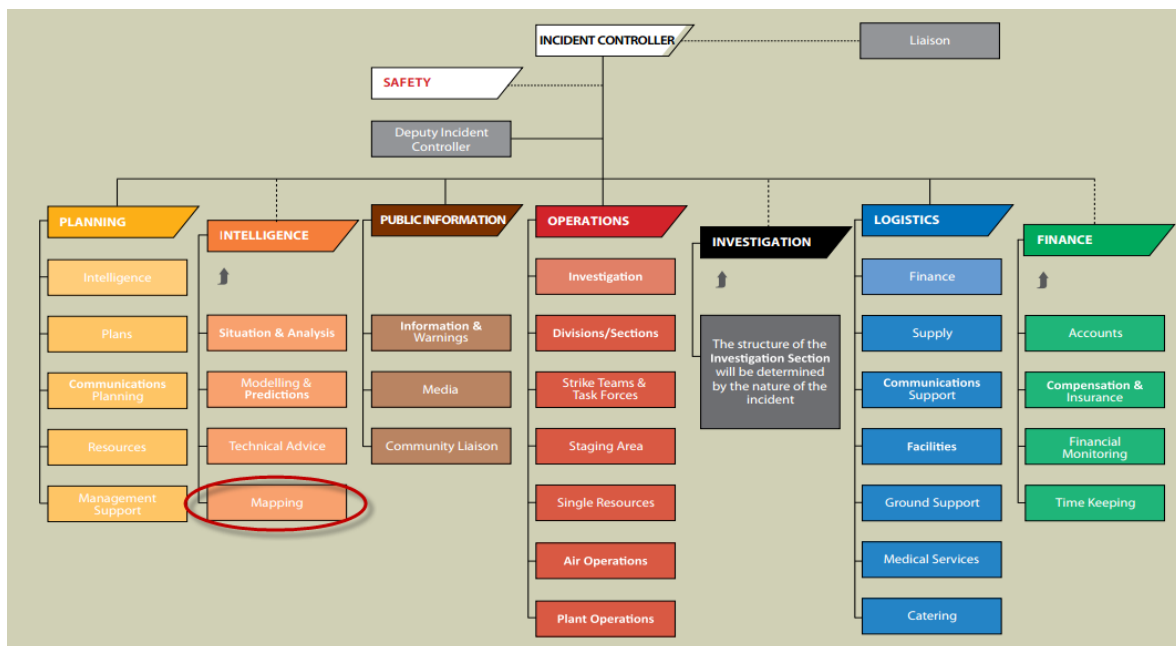 INCIDENT CONTROLLER
Liaison
SAFETY
Deputy Incident
Controller
PLANNING
Intelligence
Plans
Communications
Planning
Resources
Management
Support
INTELLIGENCE
Situation & Analysis
Modelling &
Predictions
Technical Advice
Mapping
PUBLIC INFORMATION
Information &
Warnings
Media
Community Liaison
OPERATIONS
Investigation
Divisions/Sections
Strike Teams &
Task Forces
Staging Area
Single Resources
Air Operations
Plant Operations
INVESTIGATION
The structure of the
Investigation Section
will be determined
by the nature of the
incident
LOGISTICS
Finance
Supply
Communications
Support
Facilities
Ground Support
Medical Services
Catering
FINANCE
Accounts
Compensation &
Insurance
Financial
Monitoring
Time Keeping